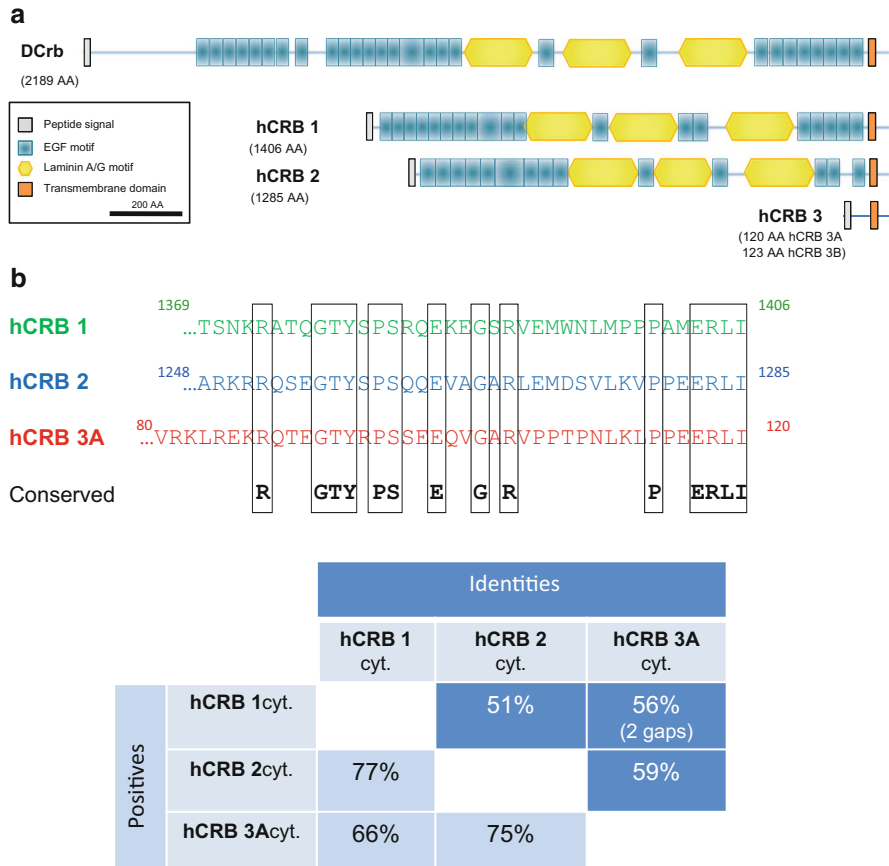 a
DCrb
(2189 AA)
Peptide signal
EGF motif
Laminin A/G motif
Transmembrane domain
200 AA
hCRB 1
(1406 AA)
hCRB 2
(1285 AA)
hCRB 3
(120 AA hCRB 3A
123 AA hCRB 3B)
b
1369 1406
hCRB 1 ...TSNKRATQGTYSPSRQEKEGSRVEMWNLMPPPAMERLI
1248 1285
hCRB 2 ...ARKRRQSEGTYSPSQQEVAGARLEMDSVLKVPPEERLI
80 120
hCRB 3A ...VRKLREKRQTEGTYRPSSEEQVGARVPPTPNLKLPPEERLI
Conserved R GTY PS E G R P ERLI
Identities
hCRB 1 cyt. hCRB 2 cyt. hCRB 3A cyt.
Positives
hCRB 1cyt. 51% 56% (2 gaps)
hCRB 2cyt. 77% 59%
hCRB 3Acyt. 66% 75%